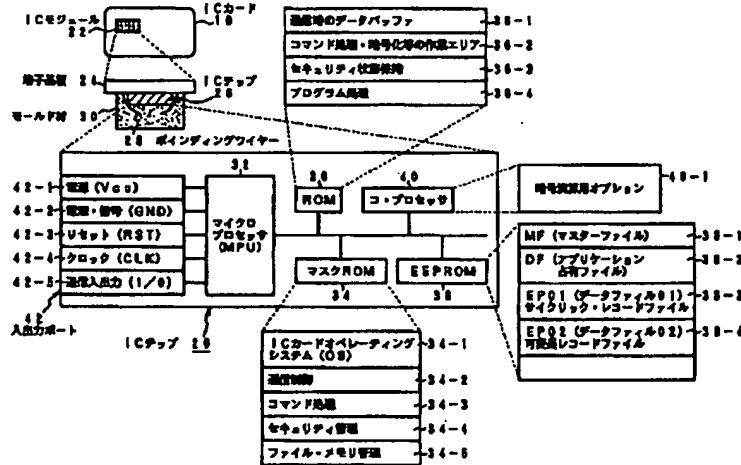 ICカード
10
ICモジュール
22
端子基板 24
ICチップ
26
モールド材 30
28 ボインディングワイヤー
通信時のデータバッファ 36-1
コマンド処理・暗号化等の作業エリア 36-2
セキュリティ状態保持 36-3
プログラム処理 36-4
32
マイクロ
プロセッサ
(MPU)
42-1 電源 (Vcc)
42-2 電源・信号 (GND)
42-3 リセット (RST)
42-4 クロック (CLK)
42-5 通信入出力 (I/O)
42
入出力ポート
ROM
40
コ・プロセッサ
暗号演算用オプション 40-1
マスクROM
34
EEPROM
38
ICチップ
MF (マスターファイル) 38-1
DF (アプリケーション
占有ファイル)
EF01 (データファイル01)
サイクリック・レコードファイル
EF02 (データファイル02) 38-4
可変長レコードファイル
ICカードオペレーティング
システム (OS) 34-1
通信制御 34-2
コマンド処理 34-3
セキュリティ管理 34-4
ファイル・メモリ管理 34-5